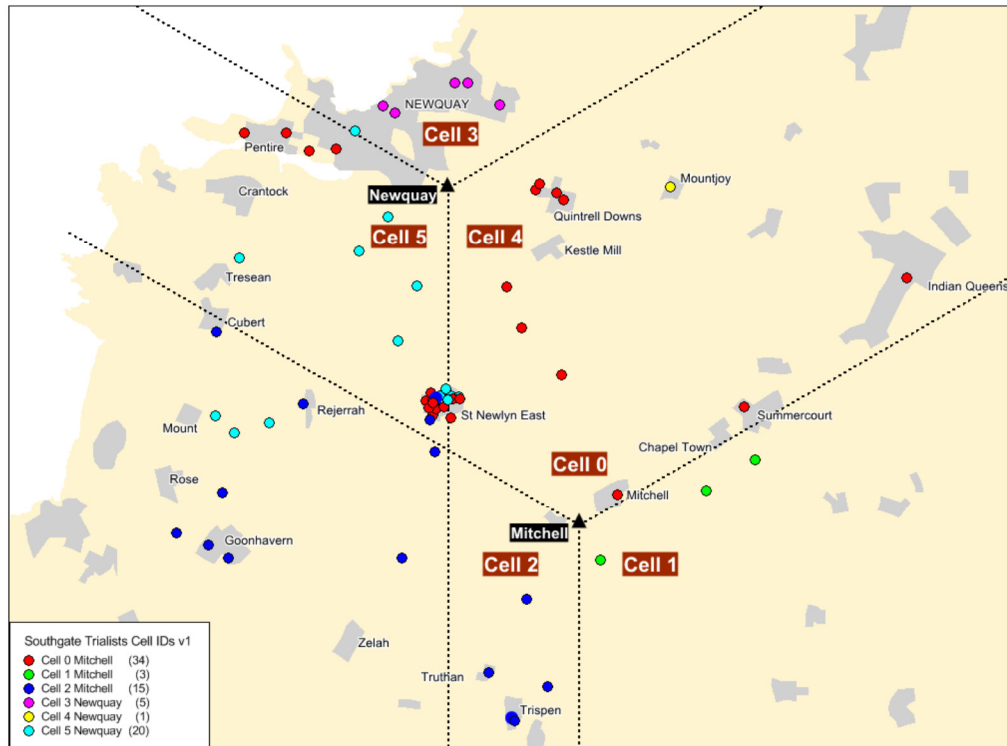 NEWQUAY
Cell 3
Pentire
Mountjoy
Crantock
Newquay
Quintrell Downs
Cell 5
Cell 4
Kestle Mill
Tresean
Indian Queens
Cubert
Rejerrah
St Newlyn East
Summercourt
Mount
Chapel Town
Cell 0
Rose
Mitchell
Mitchell
Goonhavern
Cell 2
Cell 1
Zelah
Truthan
Trispen
Southgate Trialists Cell IDs v1
Cell 0 Mitchell (34)
Cell 1 Mitchell (3)
Cell 2 Mitchell (15)
Cell 3 Newquay (5)
Cell 4 Newquay (1)
Cell 5 Newquay (20)